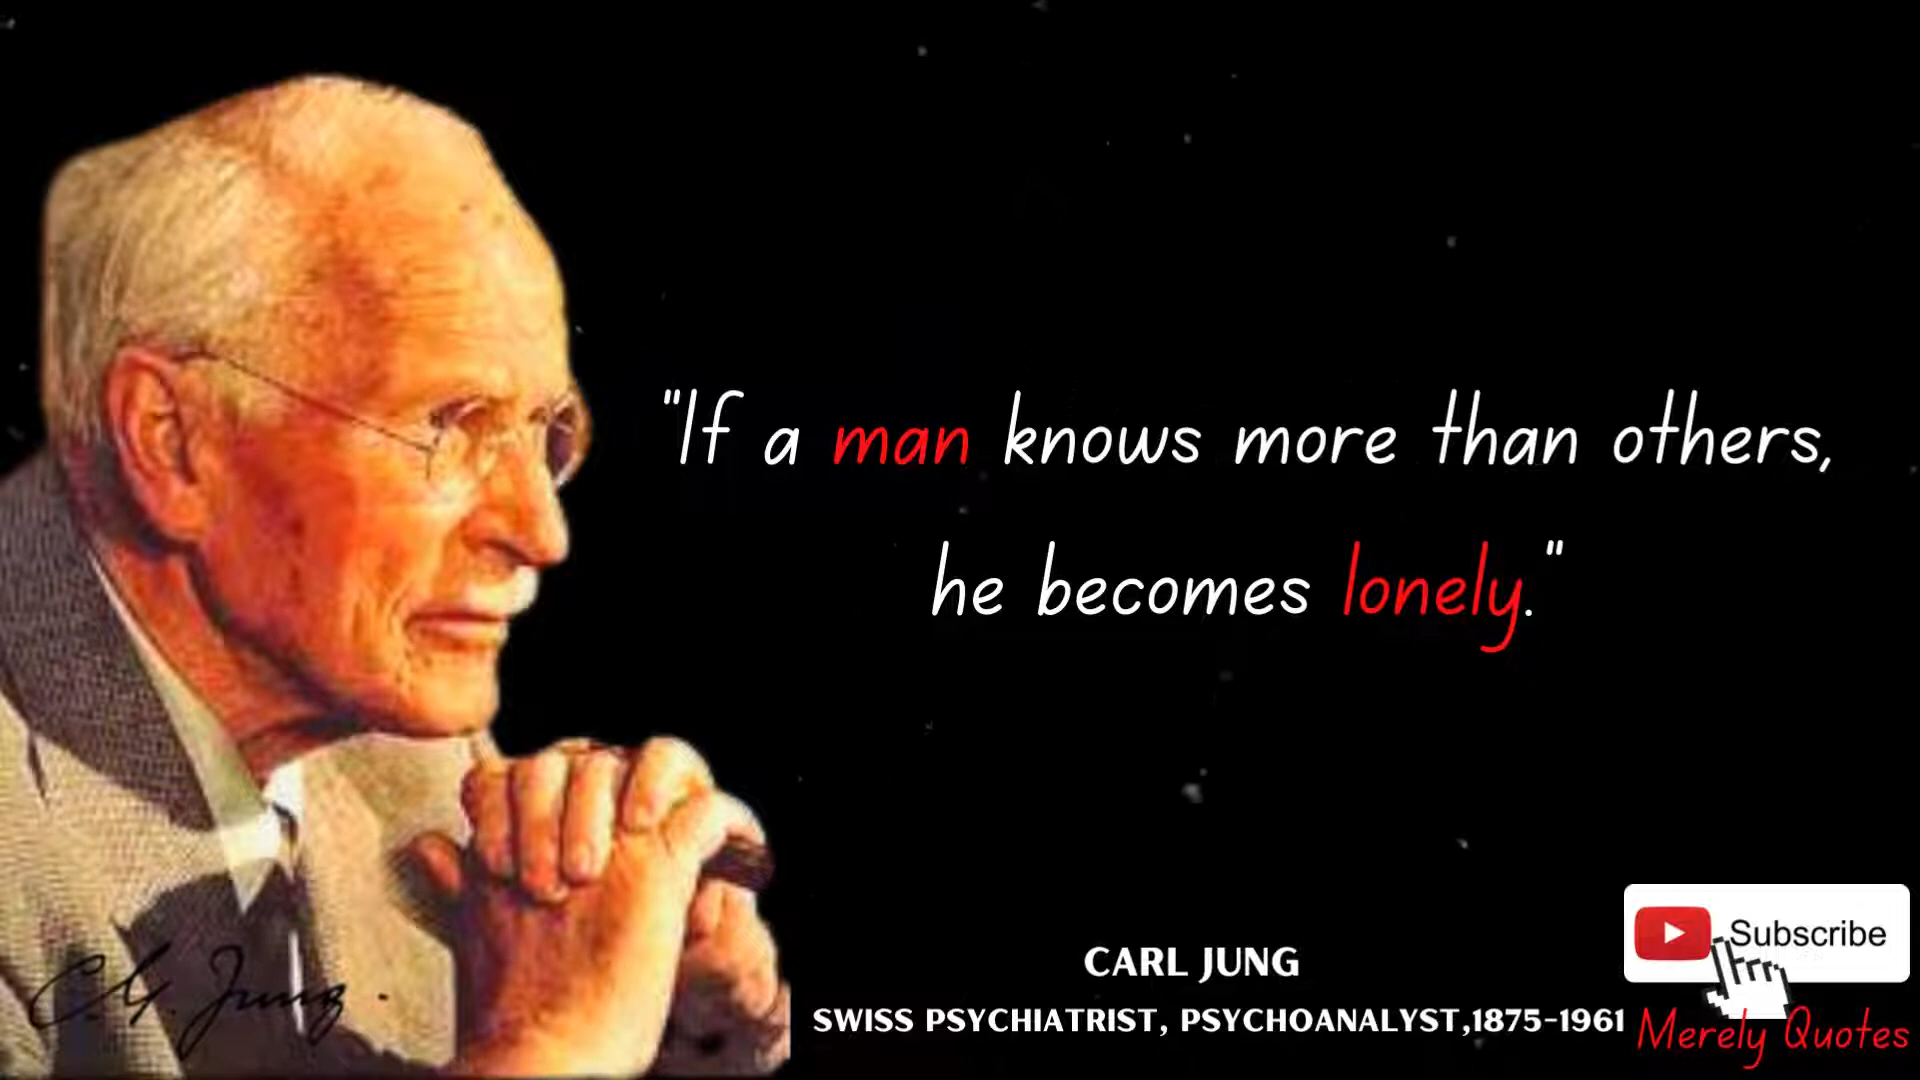 "If a man knows more than others,
he becomes lonely."
CARL JUNG
SWISS PSYCHIATRIST, PSYCHOANALYST,1875-1961
Subscribe
Merely Quotes
C. G. Jung.